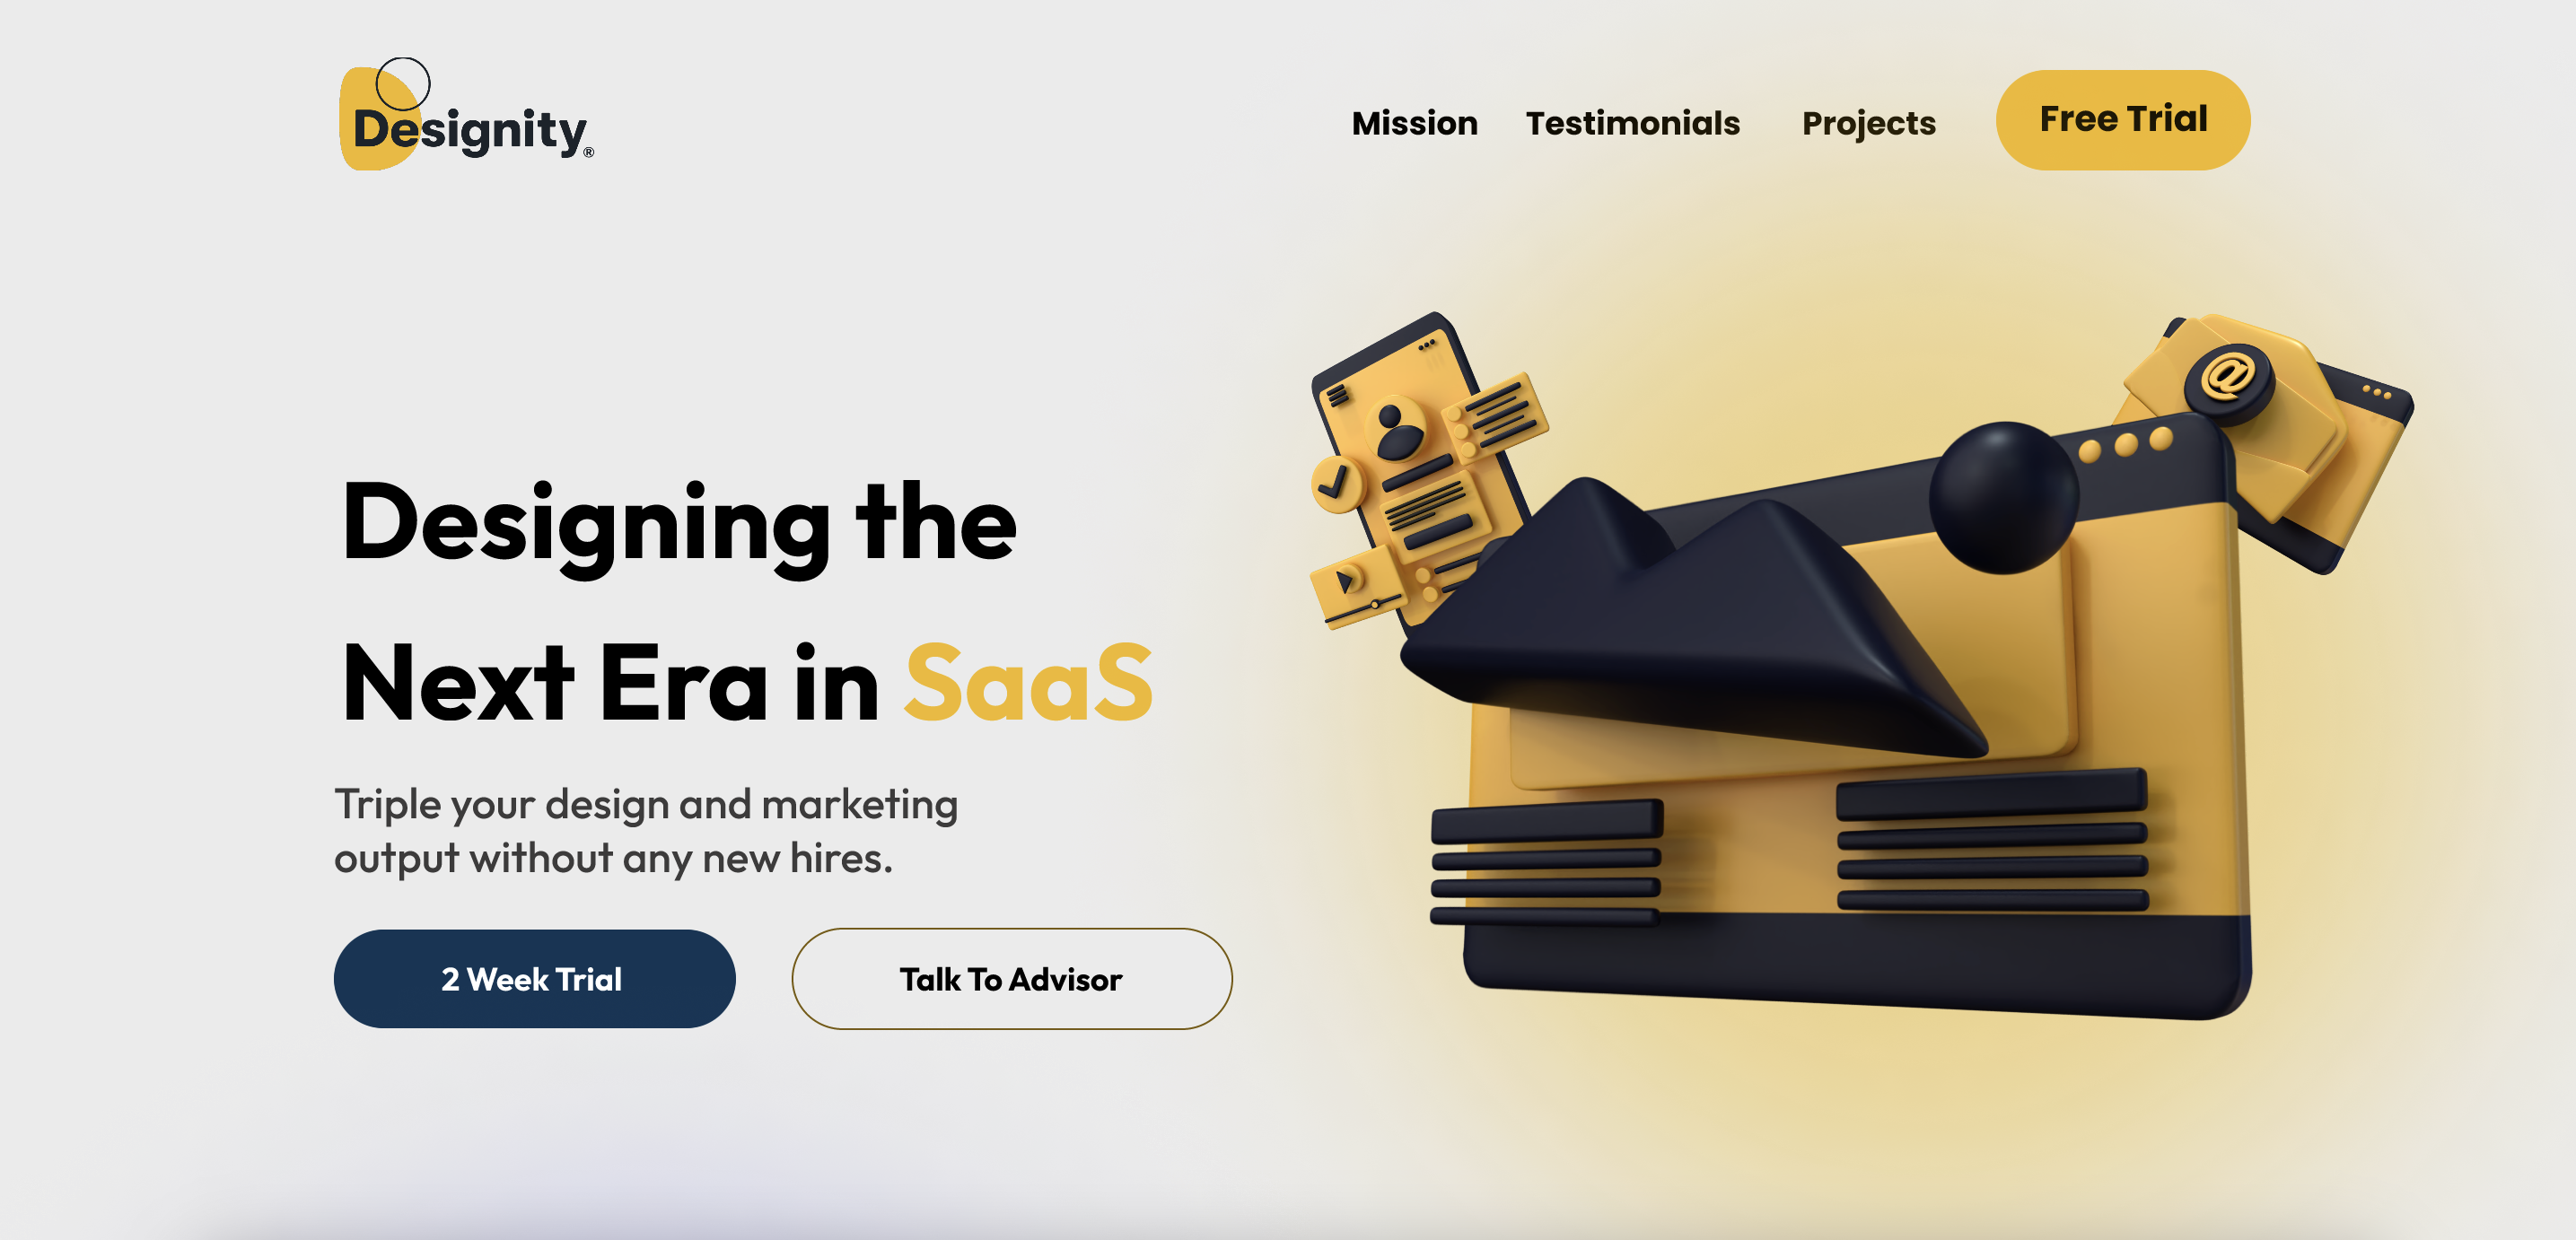 Designity®
Mission Testimonials Projects Free Trial
Designing the
Next Era in SaaS
Triple your design and marketing
output without any new hires.
2 Week Trial Talk To Advisor
@